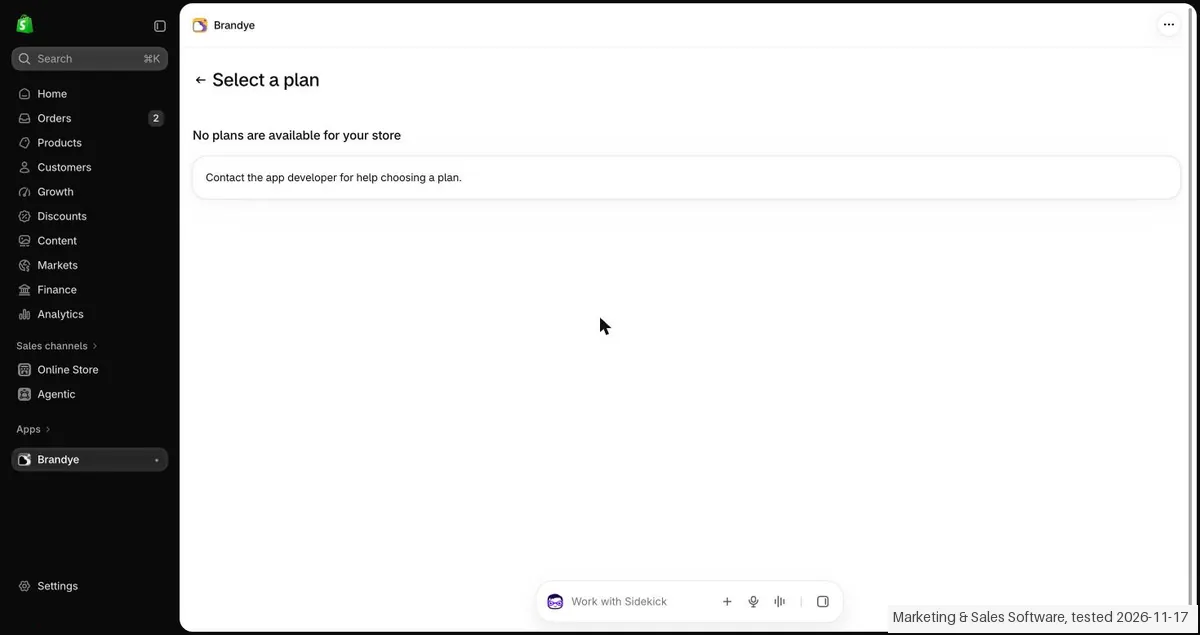 Search ⌘K
Home
Orders 2
Products
Customers
Growth
Discounts
Content
Markets
Finance
Analytics
Sales channels
Online Store
Agentic
Apps
Brandye
Settings
Brandye
Select a plan
No plans are available for your store
Contact the app developer for help choosing a plan.
Work with Sidekick
Marketing & Sales Software, tested 2026-11-17